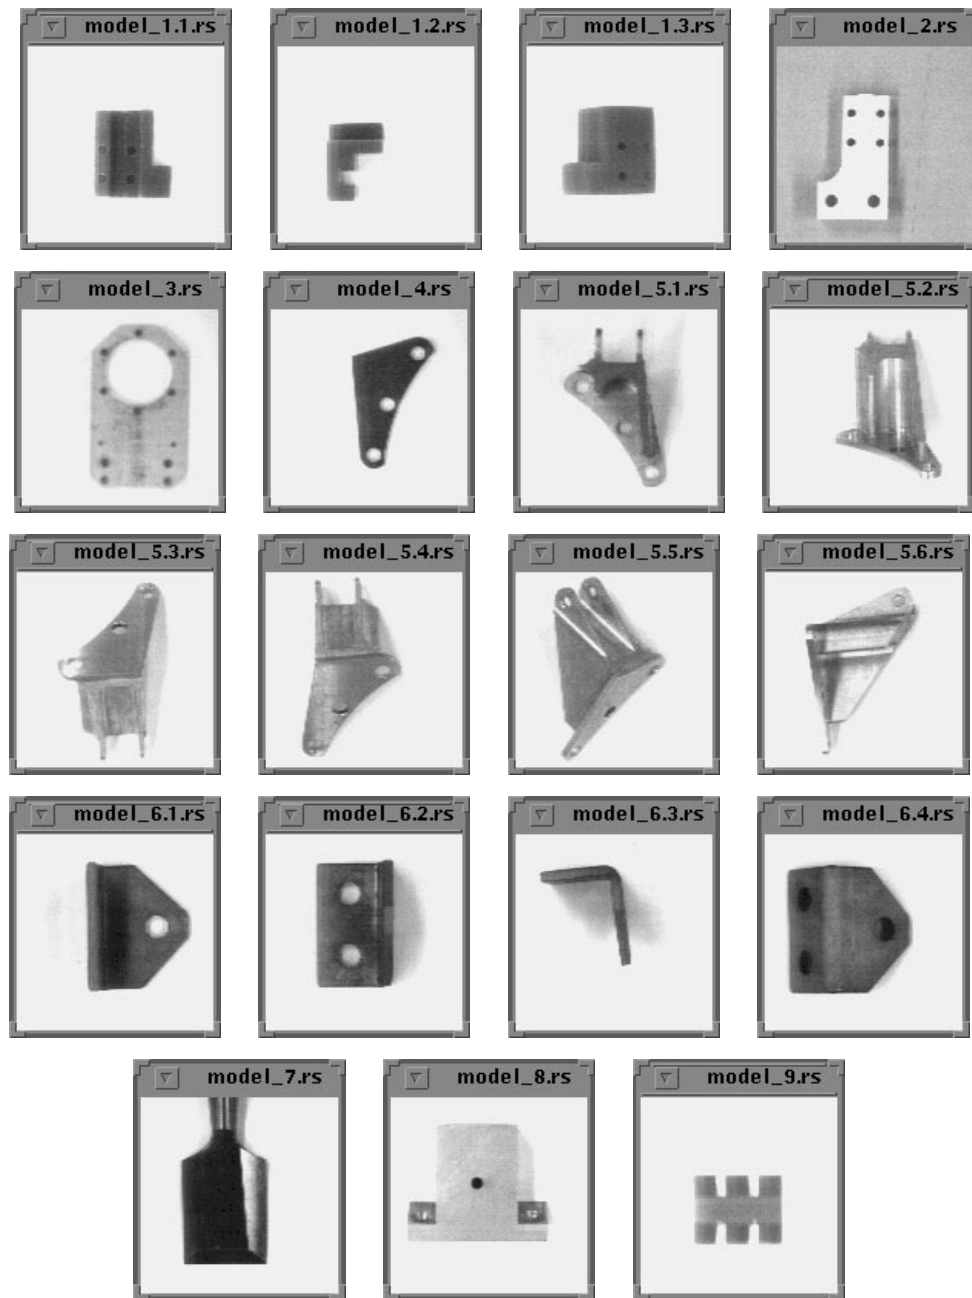 model_1.1.rs
model_1.2.rs
model_1.3.rs
model_2.rs
model_3.rs
model_4.rs
model_5.1.rs
model_5.2.rs
model_5.3.rs
model_5.4.rs
model_5.5.rs
model_5.6.rs
model_6.1.rs
model_6.2.rs
model_6.3.rs
model_6.4.rs
model_7.rs
model_8.rs
model_9.rs